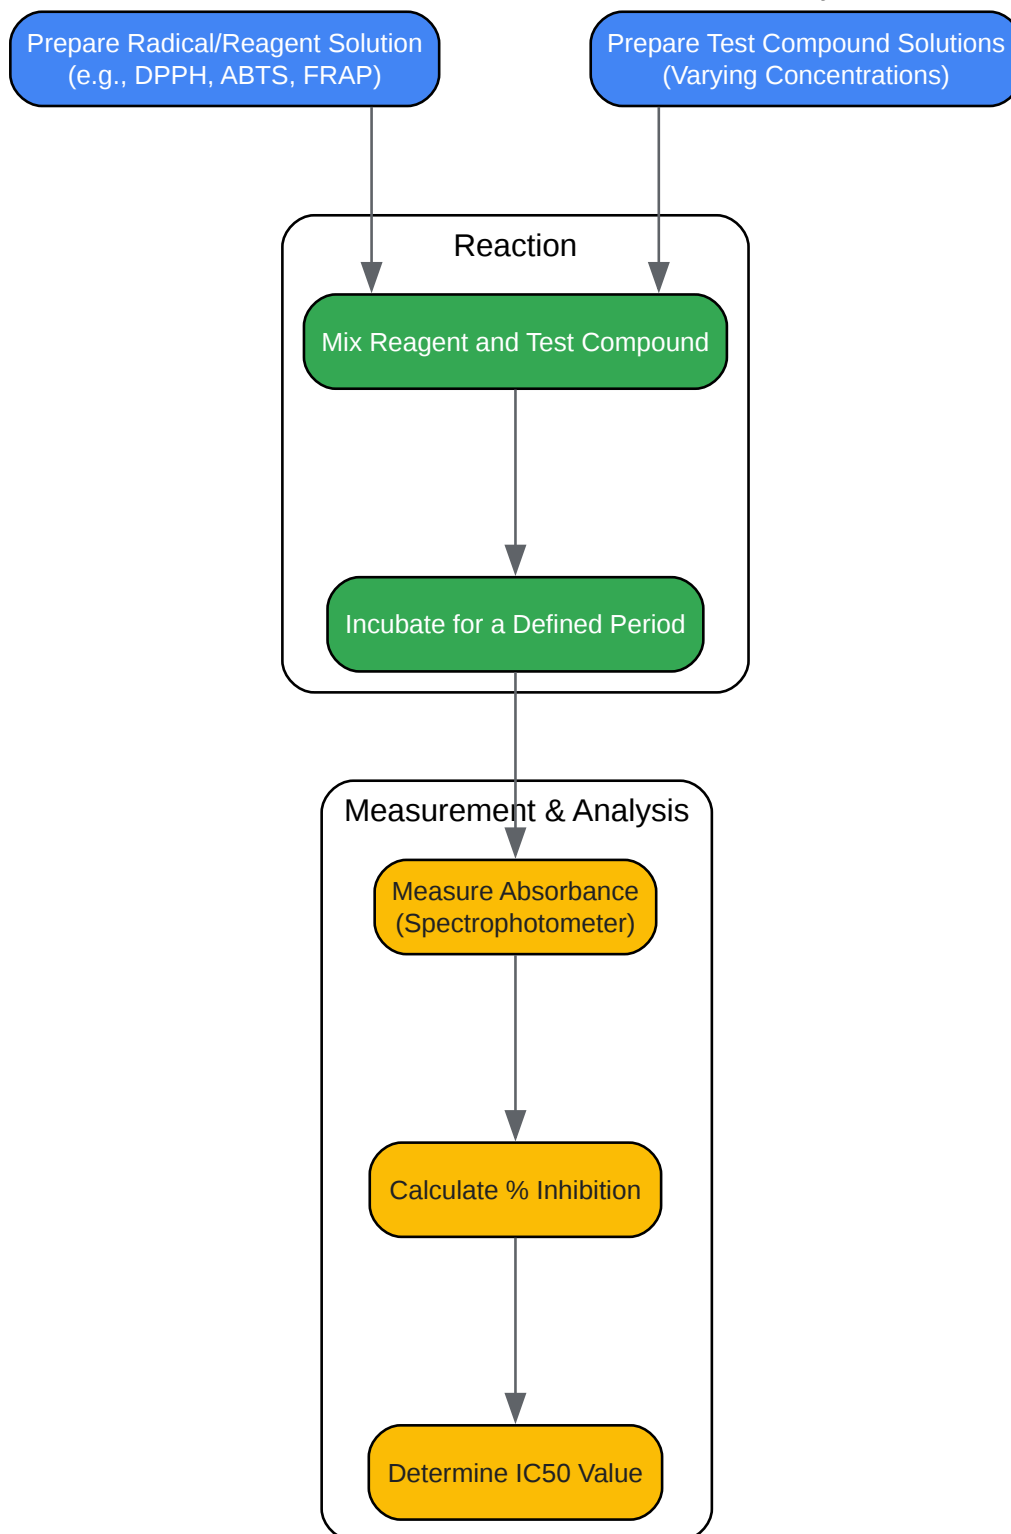 Prepare Radical/Reagent Solution
(e.g., DPPH, ABTS, FRAP)
Prepare Test Compound Solutions
(Varying Concentrations)
Reaction
Mix Reagent and Test Compound
Incubate for a Defined Period
Measurement & Analysis
Measure Absorbance
(Spectrophotometer)
Calculate % Inhibition
Determine IC50 Value